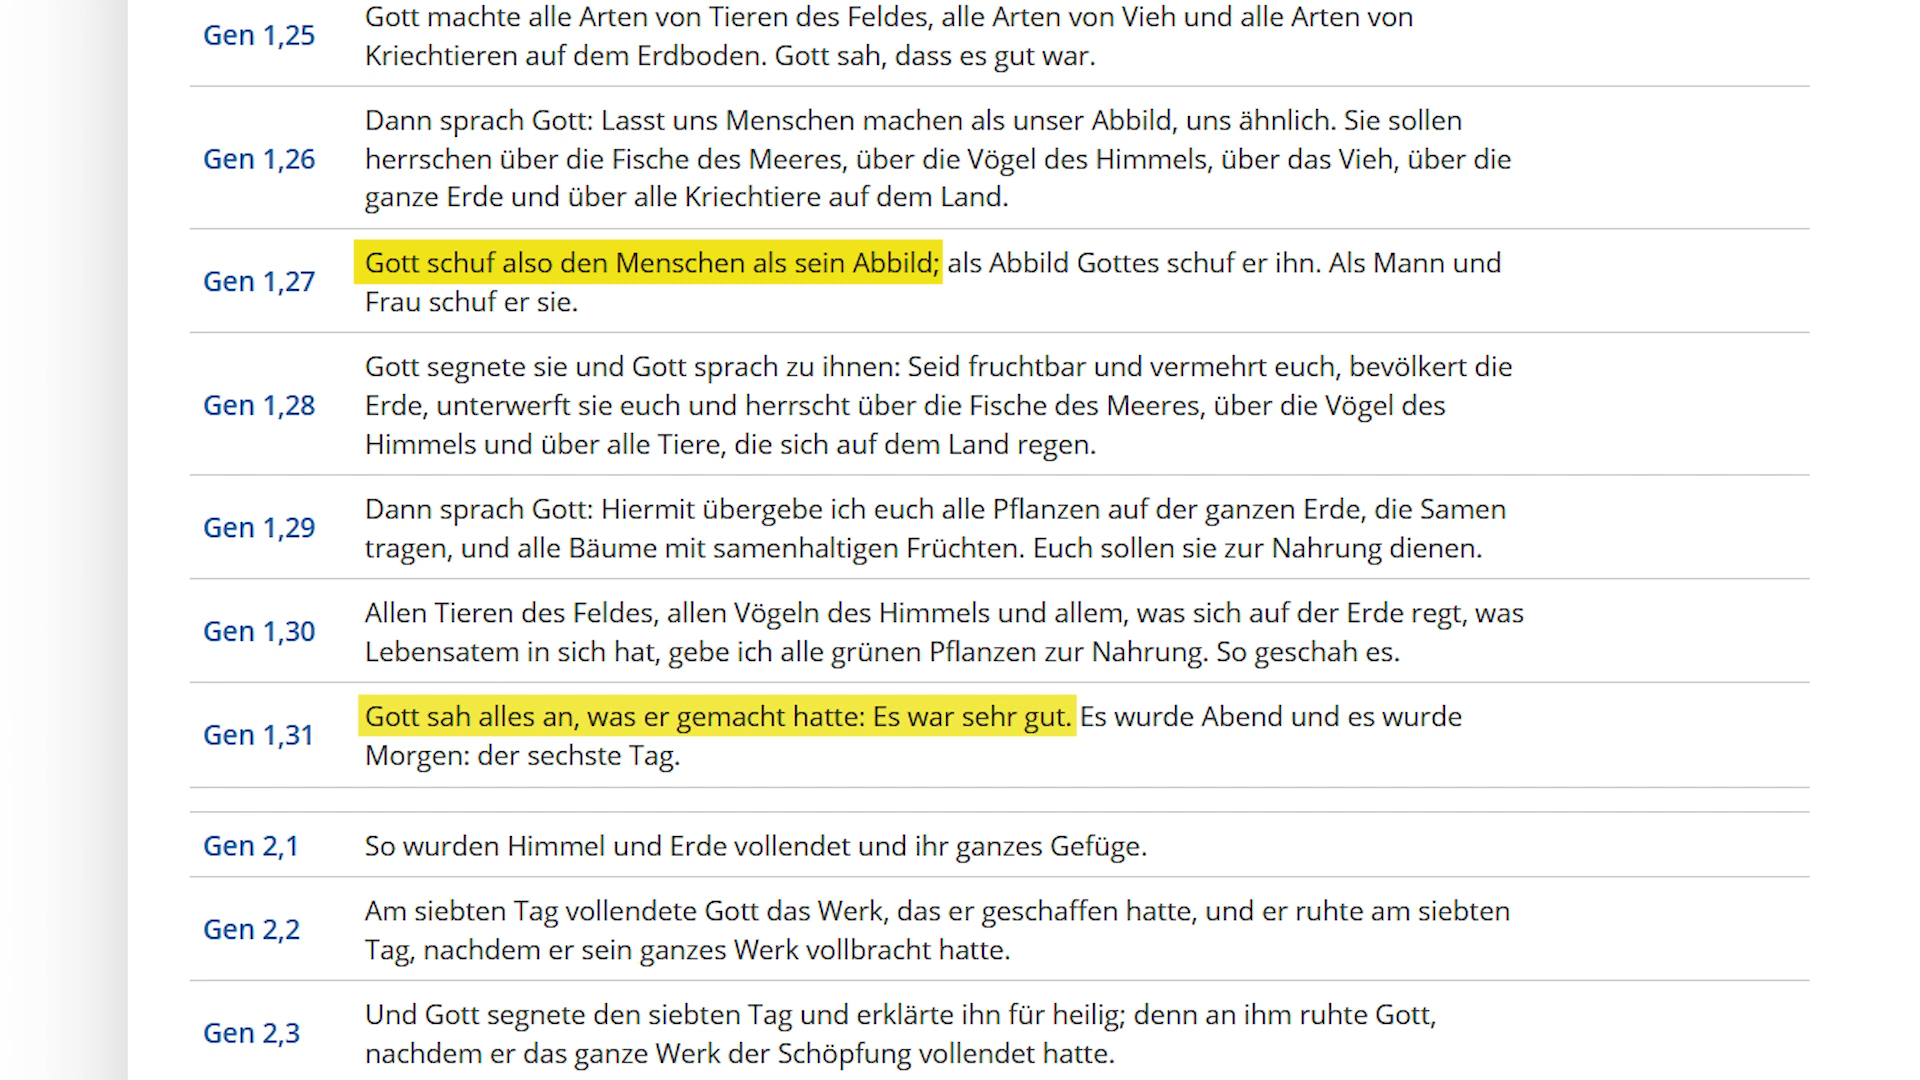 Gen 1,25
Gott machte alle Arten von Tieren des Feldes, alle Arten von Vieh und alle Arten von
Kriechtieren auf dem Erdboden. Gott sah, dass es gut war.
Gen 1,26
Dann sprach Gott: Lasst uns Menschen machen als unser Abbild, uns ähnlich. Sie sollen
herrschen über die Fische des Meeres, über die Vögel des Himmels, über das Vieh, über die
ganze Erde und über alle Kriechtiere auf dem Land.
Gen 1,27
Gott schuf also den Menschen als sein Abbild; als Abbild Gottes schuf er ihn. Als Mann und
Frau schuf er sie.
Gen 1,28
Gott segnete sie und Gott sprach zu ihnen: Seid fruchtbar und vermehrt euch, bevölkert die
Erde, unterwerft sie euch und herrscht über die Fische des Meeres, über die Vögel des
Himmels und über alle Tiere, die sich auf dem Land regen.
Gen 1,29
Dann sprach Gott: Hiermit übergebe ich euch alle Pflanzen auf der ganzen Erde, die Samen
tragen, und alle Bäume mit samenhaltigen Früchten. Euch sollen sie zur Nahrung dienen.
Gen 1,30
Allen Tieren des Feldes, allen Vögeln des Himmels und allem, was sich auf der Erde regt, was
Lebensatem in sich hat, gebe ich alle grünen Pflanzen zur Nahrung. So geschah es.
Gen 1,31
Gott sah alles an, was er gemacht hatte: Es war sehr gut. Es wurde Abend und es wurde
Morgen: der sechste Tag.
Gen 2,1
So wurden Himmel und Erde vollendet und ihr ganzes Gefüge.
Gen 2,2
Am siebten Tag vollendete Gott das Werk, das er geschaffen hatte, und er ruhte am siebten
Tag, nachdem er sein ganzes Werk vollbracht hatte.
Gen 2,3
Und Gott segnete den siebten Tag und erklärte ihn für heilig; denn an ihm ruhte Gott,
nachdem er das ganze Werk der Schöpfung vollendet hatte.